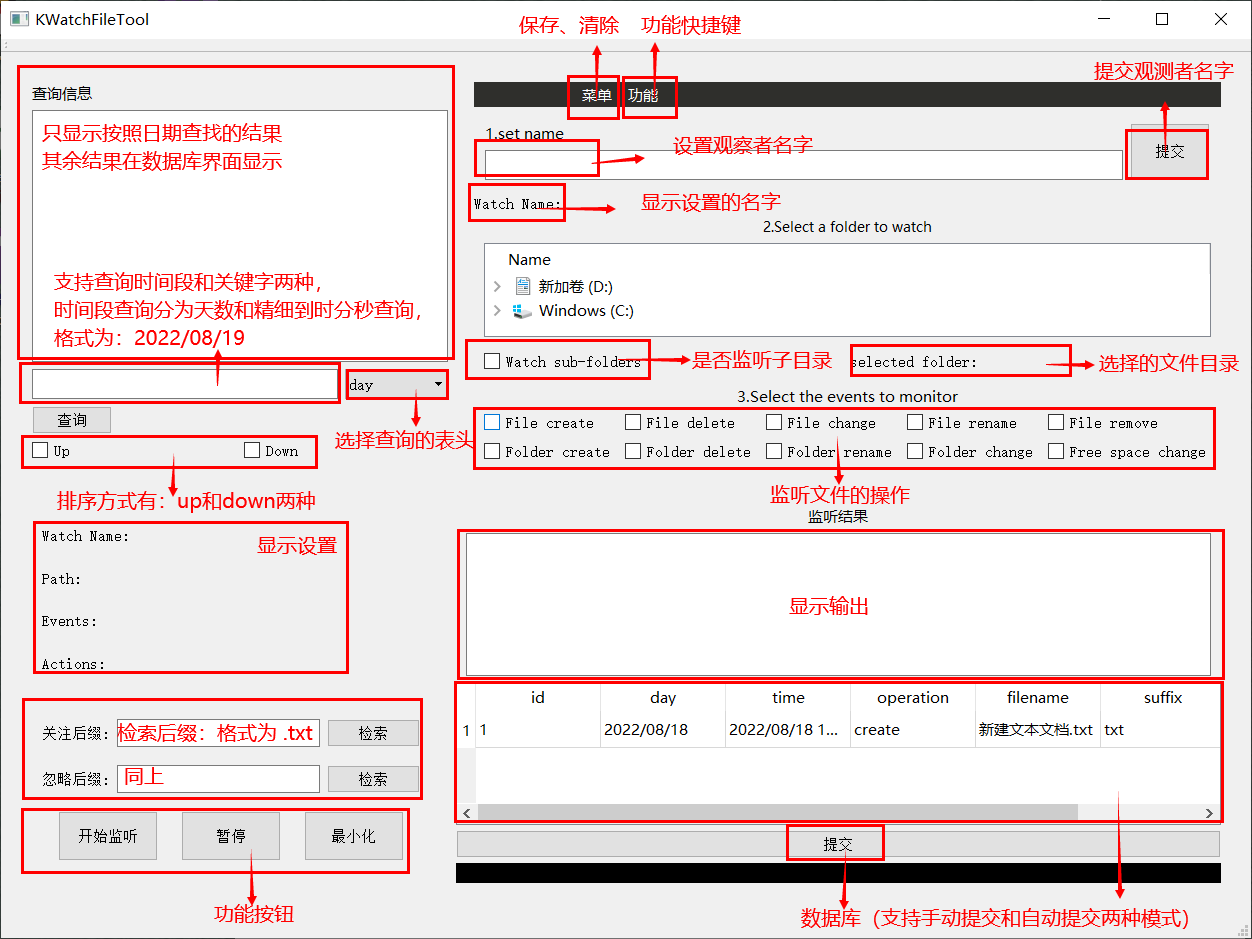 KWatchFileTool
保存、清除
功能快捷键
提交观测者名字
查询信息
只显示按照日期查找的结果
其余结果在数据库界面显示
支持查询时间段和关键字两种，
时间段查询分为天数和精细到时分秒查询，
格式为：2022/08/19
day
查询
选择查询的表头
Up
Down
排序方式有：up和down两种
Watch Name:
显示设置
Path:
Events:
Actions:
关注后缀：
检索后缀：格式为 .txt
检索
忽略后缀：
同上
检索
开始监听
暂停
最小化
功能按钮
菜单
功能
1.set name
设置观察者名字
提交
Watch Name:
显示设置的名字
2.Select a folder to watch
Name
新加卷 (D:)
Windows (C:)
Watch sub-folders
是否监听子目录
selected folder:
选择的文件目录
3.Select the events to monitor
File create
File delete
File change
File rename
File remove
Folder create
Folder delete
Folder rename
Folder change
Free space change
监听文件的操作
监听结果
显示输出
id day time operation filename suffix
1 1 2022/08/18 2022/08/18 1... create 新建文本文档.txt txt
提交
数据库（支持手动提交和自动提交两种模式）